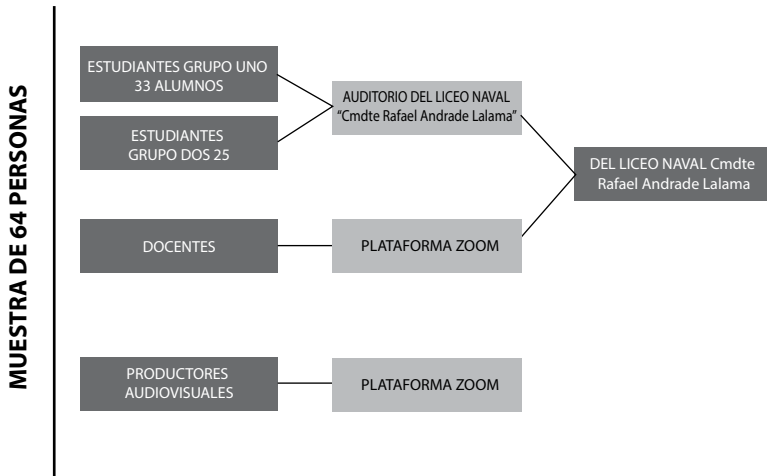 MUESTRA DE 64 PERSONAS
ESTUDIANTES GRUPO UNO
33 ALUMNOS
ESTUDIANTES
GRUPO DOS 25
AUDITORIO DEL LICEO NAVAL
“Cmdte Rafael Andrade Lalama”
DEL LICEO NAVAL Cmdte
Rafael Andrade Lalama
DOCENTES
PLATAFORMA ZOOM
PRODUCTORES
AUDIOVISUALES
PLATAFORMA ZOOM